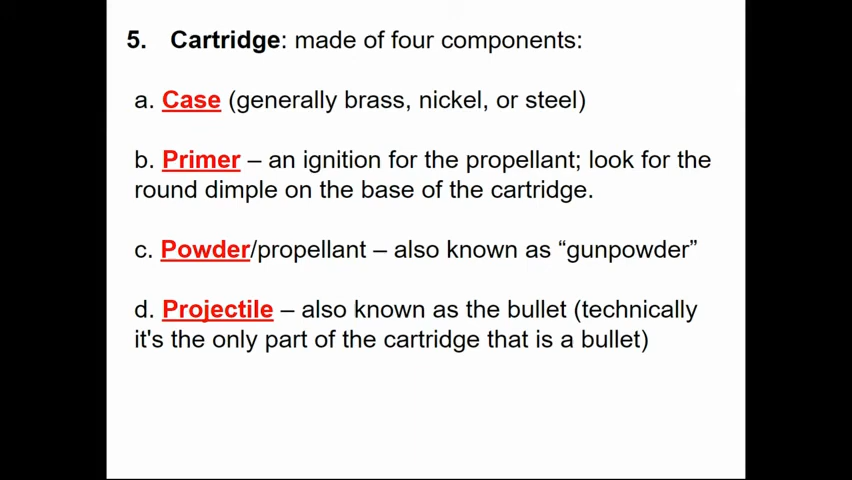 5. Cartridge: made of four components:
a. Case (generally brass, nickel, or steel)
b. Primer – an ignition for the propellant; look for the
round dimple on the base of the cartridge.
c. Powder/propellant – also known as “gunpowder”
d. Projectile – also known as the bullet (technically
it's the only part of the cartridge that is a bullet)